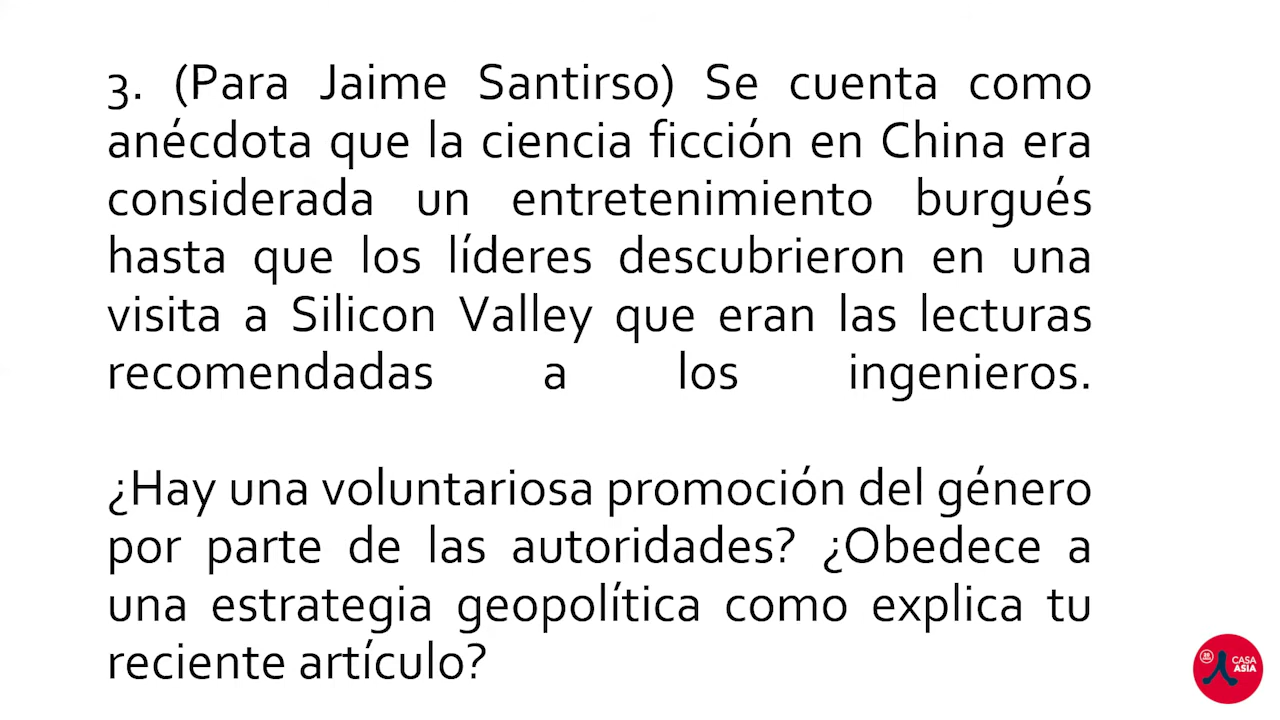 3. (Para Jaime Santirso) Se cuenta como
anécdota que la ciencia ficción en China era
considerada un entretenimiento burgués
hasta que los líderes descubrieron en una
visita a Silicon Valley que eran las lecturas
recomendadas a los ingenieros.
¿Hay una voluntariosa promoción del género
por parte de las autoridades? ¿Obedece a
una estrategia geopolítica como explica tu
reciente artículo?
CASA
ASIA